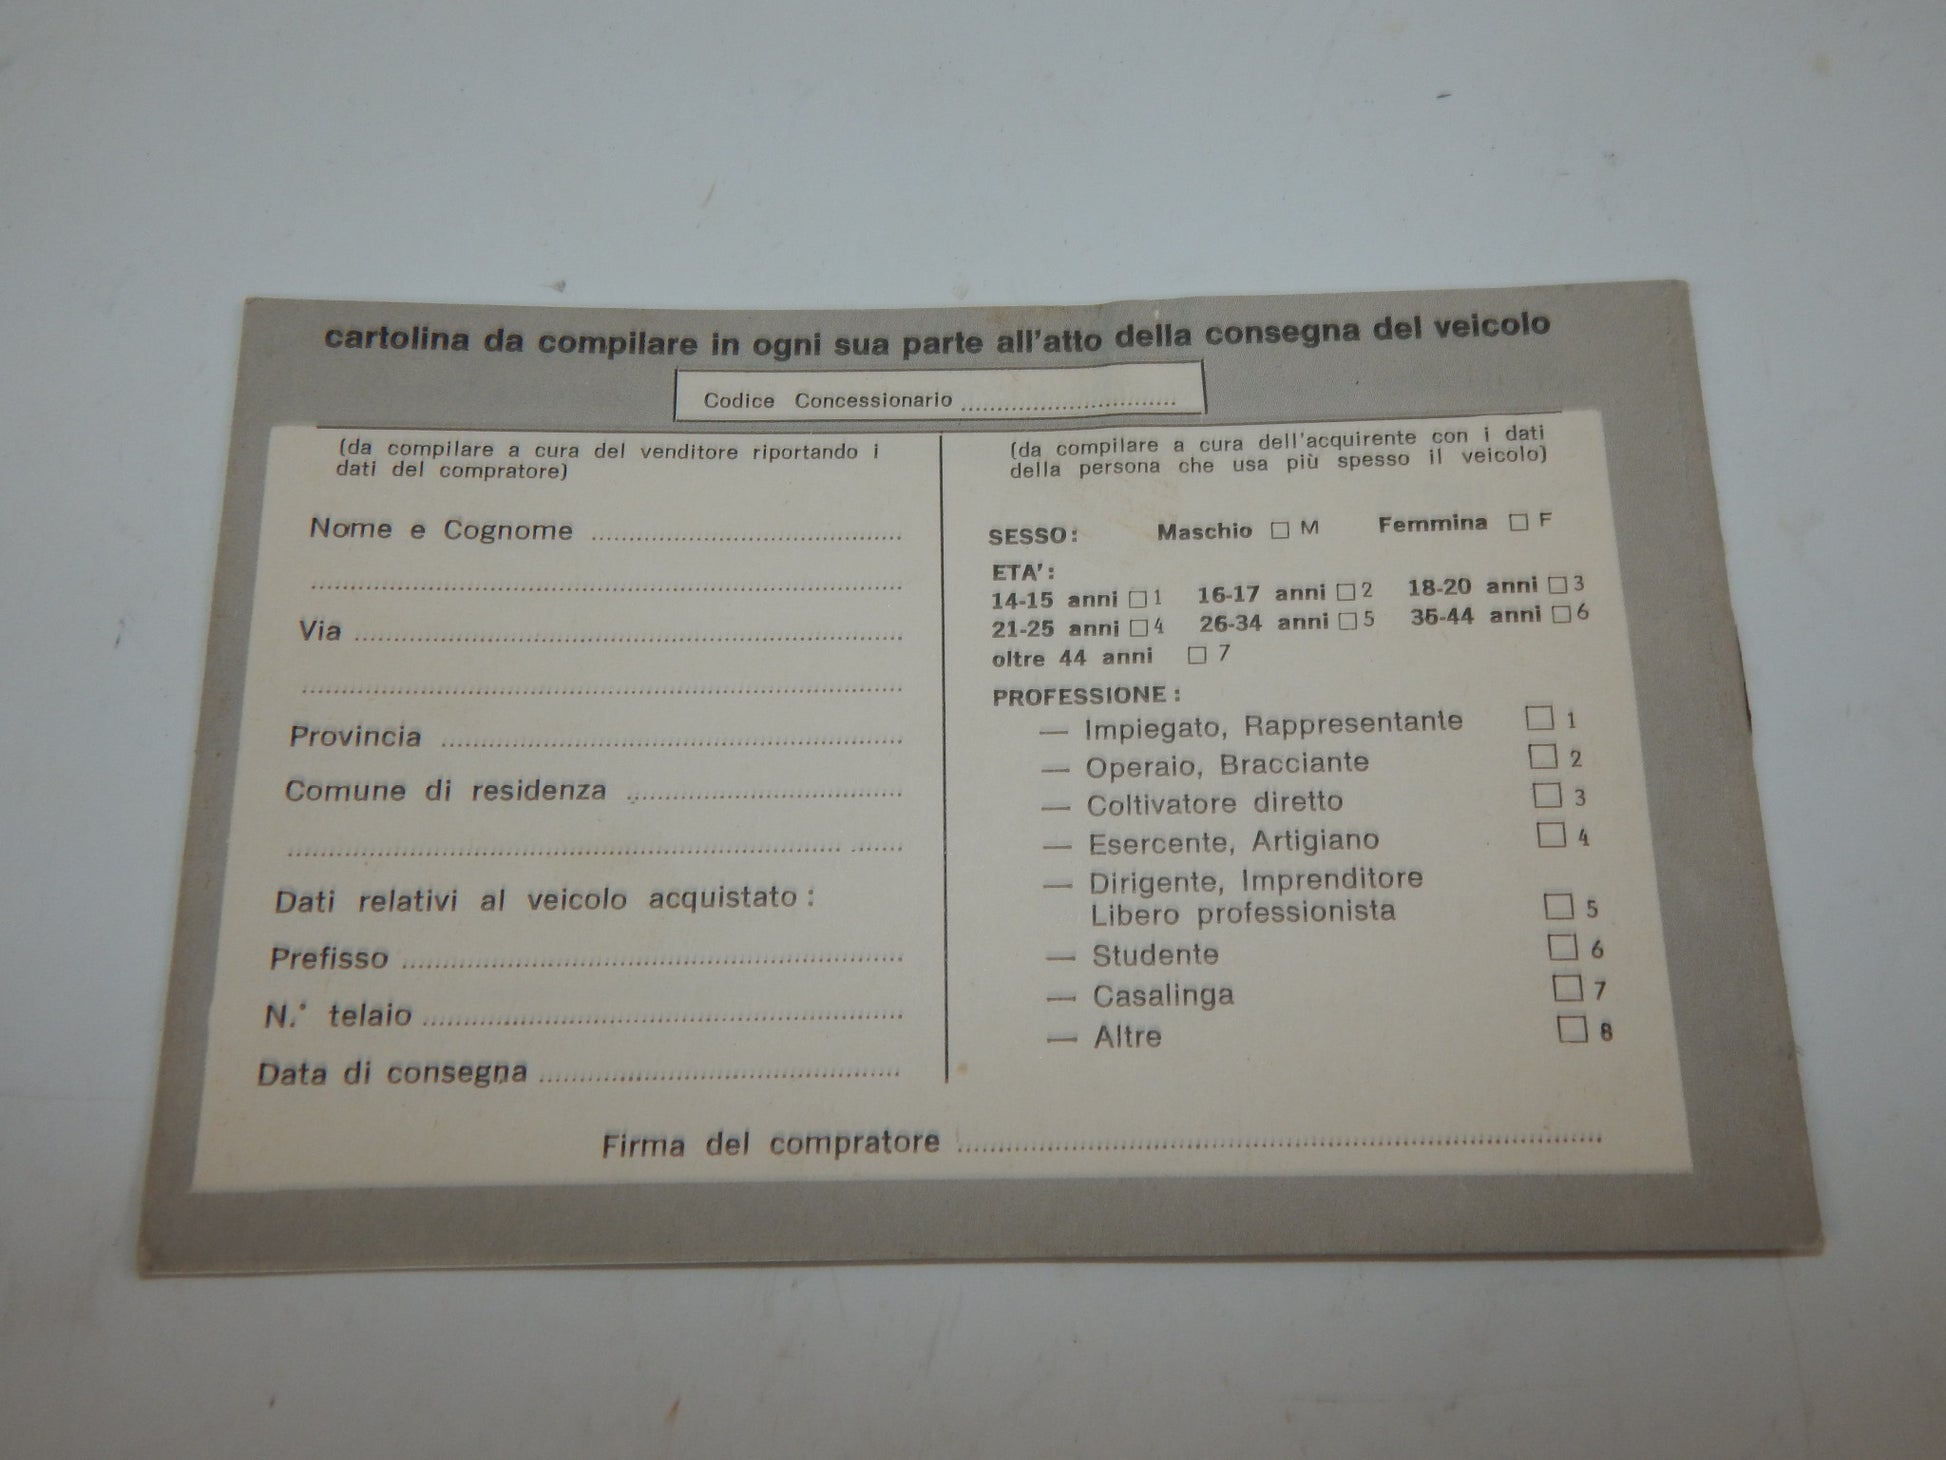 cartolina da compilare in ogni sua parte all'atto della consegna del veicolo
Codice Concessionario
(da compilare a cura del venditore riportando i
dati del compratore)
Nome e Cognome
Via
Provincia
Comune di residenza
Dati relativi al veicolo acquistato:
Prefisso
N.° telaio
Data di consegna
(da compilare a cura dell'acquirente con i dati
della persona che usa più spesso il veicolo)
SESSO: Maschio □ M Femmina □ F
ETA':
14-15 anni □ 1 16-17 anni □ 2 18-20 anni □ 3
21-25 anni □ 4 26-34 anni □ 5 35-44 anni □ 6
oltre 44 anni □ 7
PROFESSIONE:
— Impiegato, Rappresentante □ 1
— Operaio, Bracciante □ 2
— Coltivatore diretto □ 3
— Esercente, Artigiano □ 4
— Dirigente, Imprenditore
Libero professionista □ 5
— Studente □ 6
— Casalinga □ 7
— Altre □ 8
Firma del compratore